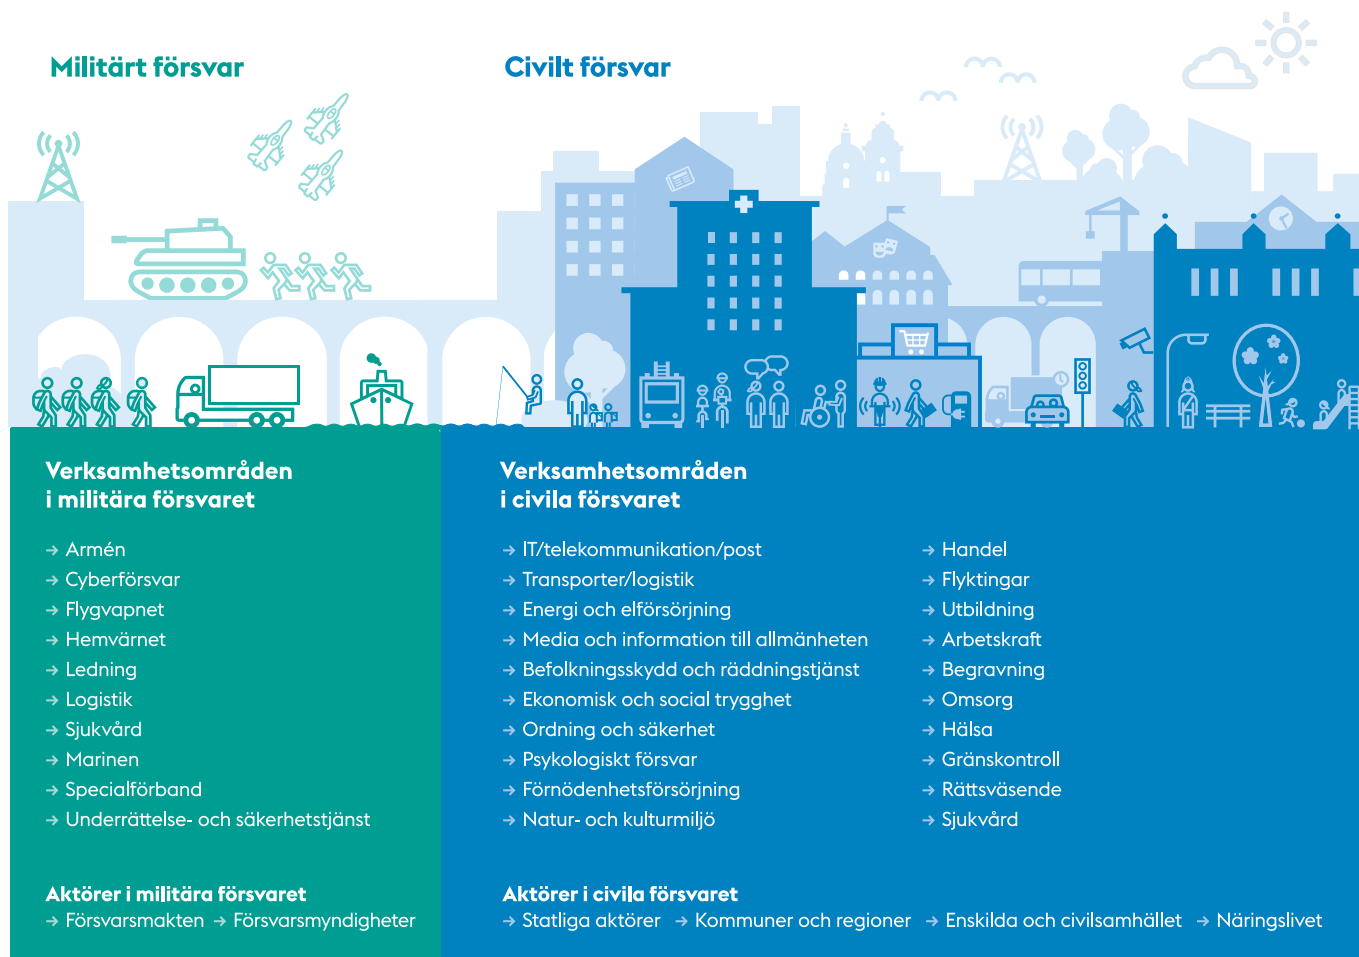 Militärt försvar
Civilt försvar
Verksamhetsområden
i militära försvaret
→ Armén
→ Cyberförsvar
→ Flygvapnet
→ Hemvärnet
→ Ledning
→ Logistik
→ Sjukvård
→ Marinen
→ Specialförband
→ Underrättelse- och säkerhetstjänst
Aktörer i militära försvaret
→ Försvarsmakten → Försvarsmyndigheter
Verksamhetsområden
i civila försvaret
→ IT/telekommunikation/post
→ Transporter/logistik
→ Energi och elförsörjning
→ Media och information till allmänheten
→ Befolkningsskydd och räddningstjänst
→ Ekonomisk och social trygghet
→ Ordning och säkerhet
→ Psykologiskt försvar
→ Förnödenhetsförsörjning
→ Natur- och kulturmiljö
→ Handel
→ Flyktingar
→ Utbildning
→ Arbetskraft
→ Begravning
→ Omsorg
→ Hälsa
→ Gränskontroll
→ Rättsväsende
→ Sjukvård
Aktörer i civila försvaret
→ Statliga aktörer → Kommuner och regioner → Enskilda och civilsamhället → Näringslivet